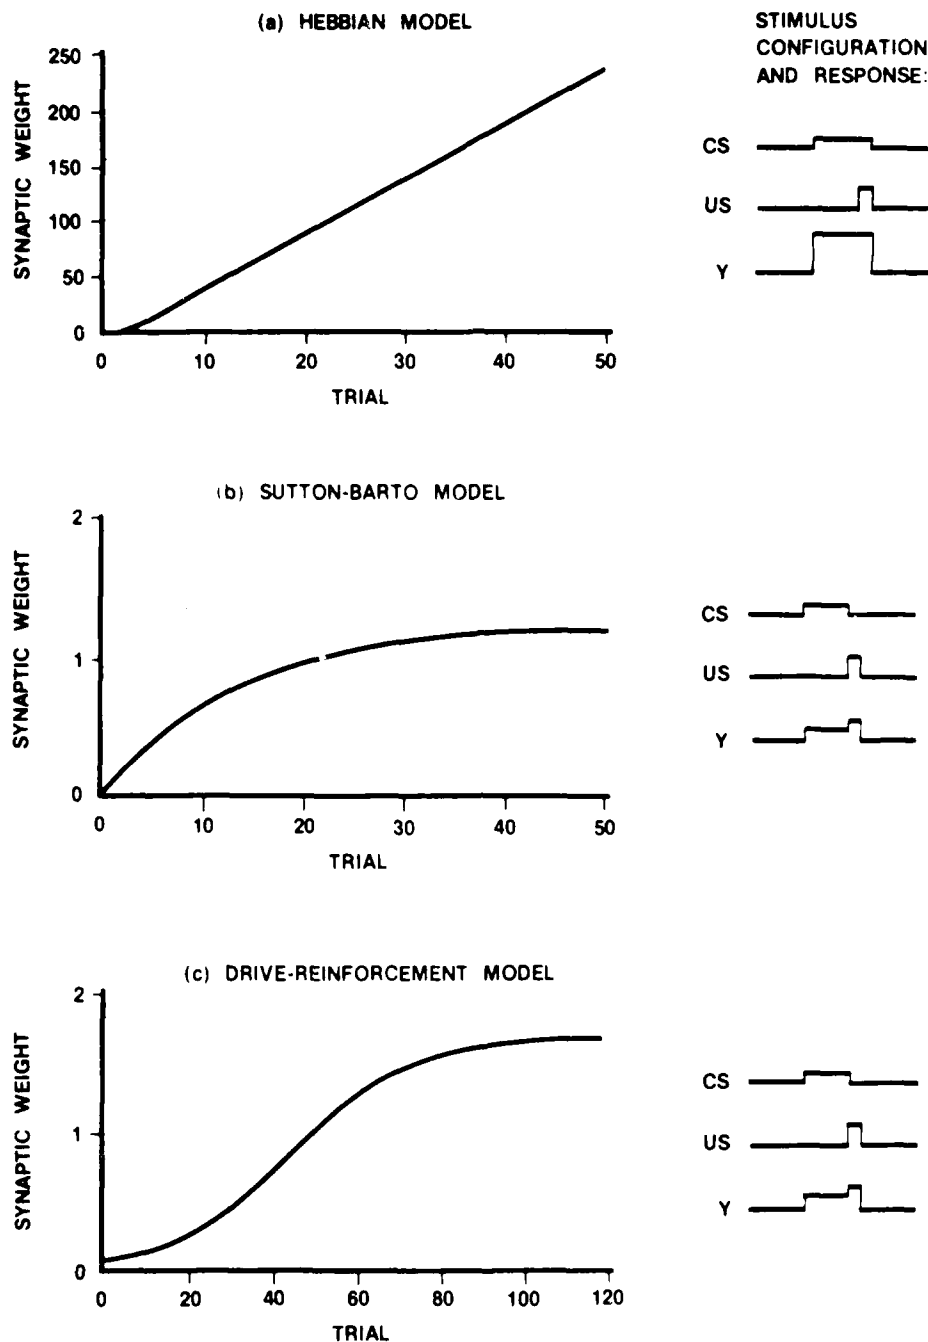 (a) HEBBIAN MODEL
SYNAPTIC WEIGHT
250
200
150
100
50
0
0 10 20 30 40 50
TRIAL
STIMULUS
CONFIGURATION
AND RESPONSE:
CS
US
Y
(b) SUTTON-BARTO MODEL
SYNAPTIC WEIGHT
2
1
0
0 10 20 30 40 50
TRIAL
CS
US
Y
(c) DRIVE-REINFORCEMENT MODEL
SYNAPTIC WEIGHT
2
1
0
0 20 40 60 80 100 120
TRIAL
CS
US
Y